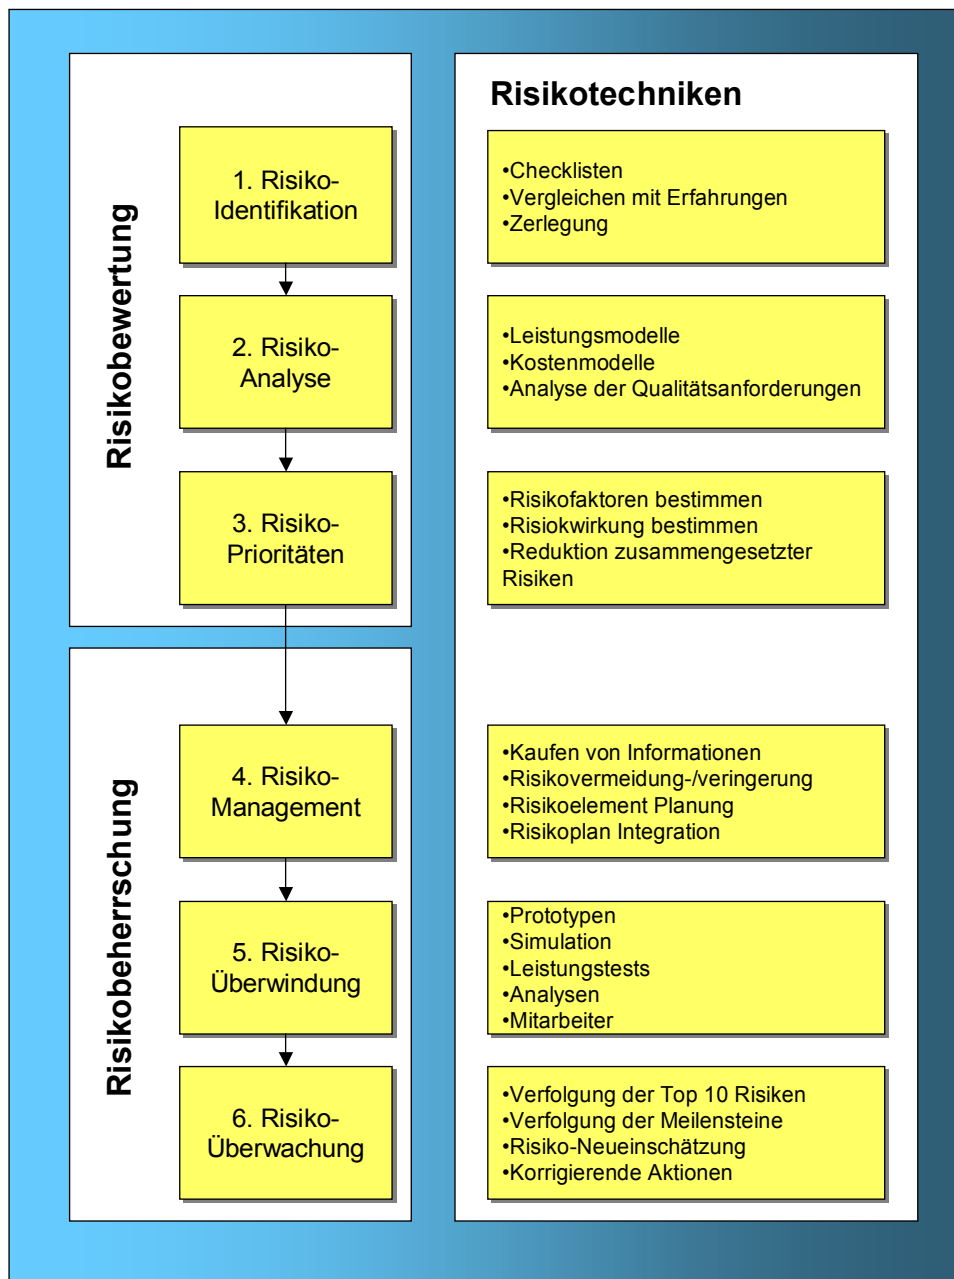 Risikobewertung
1. Risiko-
Identifikation
2. Risiko-
Analyse
3. Risiko-
Prioritäten
Risikobeherrschung
4. Risiko-
Management
5. Risiko-
Überwindung
6. Risiko-
Überwachung
Risikotechniken
•Checklisten
•Vergleichen mit Erfahrungen
•Zerlegung
•Leistungsmodelle
•Kostenmodelle
•Analyse der Qualitätsanforderungen
•Risikofaktoren bestimmen
•Risiokwirkung bestimmen
•Reduktion zusammengesetzter
Risiken
•Kaufen von Informationen
•Risikovermeidung-/veringerung
•Risikoelement Planung
•Risikoplan Integration
•Prototypen
•Simulation
•Leistungstests
•Analysen
•Mitarbeiter
•Verfolgung der Top 10 Risiken
•Verfolgung der Meilensteine
•Risiko-Neueinschätzung
•Korrigierende Aktionen